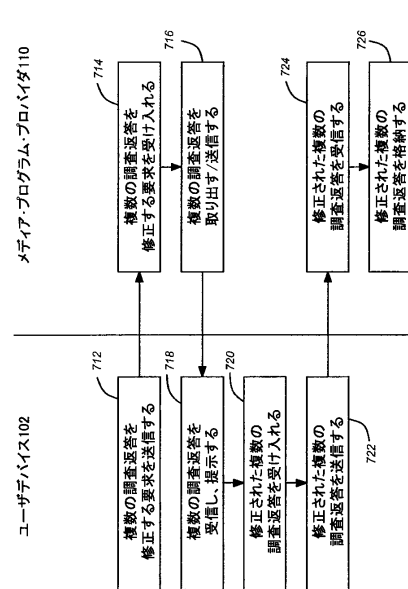 ユーザデバイス102
メディア・プログラム・プロバイダ110
712
複数の調査返答を
修正する要求を送信する
714
複数の調査返答を
修正する要求を受け入れる
716
複数の調査返答を
取り出す/送信する
718
複数の調査返答を
受信し、提示する
720
修正された複数の
調査返答を受け入れる
722
修正された複数の
調査返答を送信する
724
修正された複数の
調査返答を受信する
726
修正された複数の
調査返答を格納する